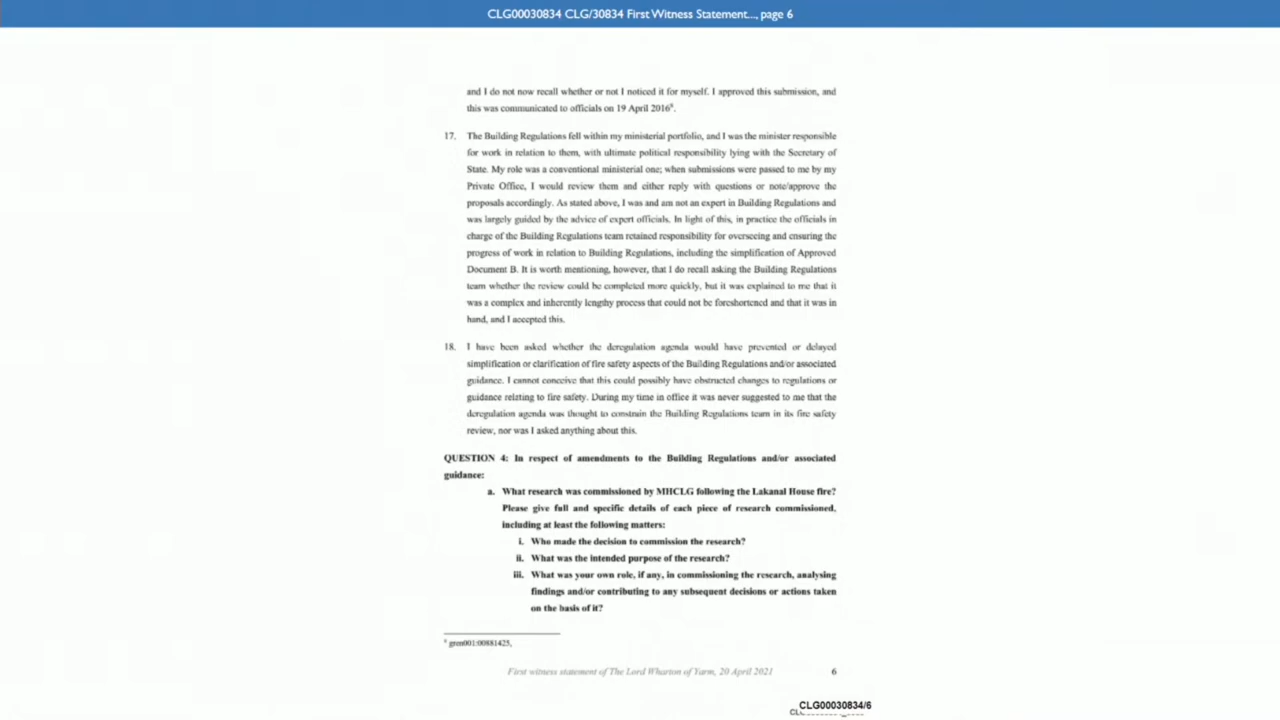 CLG00030834 CLG/30834 First Witness Statement..., page 6
and I do not now recall whether or not I noticed it for myself. I approved this submission, and
this was communicated to officials on 19 April 2016⁸.
17. The Building Regulations fell within my ministerial portfolio, and I was the minister responsible
for work in relation to them, with ultimate political responsibility lying with the Secretary of
State. My role was a conventional ministerial one; when submissions were passed to me by my
Private Office, I would review them and either reply with questions or note/approve the
proposals accordingly. As stated above, I was and am not an expert in Building Regulations and
was largely guided by the advice of expert officials. In light of this, in practice the officials in
charge of the Building Regulations team retained responsibility for overseeing and ensuring the
progress of work in relation to Building Regulations, including the simplification of Approved
Document B. It is worth mentioning, however, that I do recall asking the Building Regulations
team whether the review could be completed more quickly, but it was explained to me that it
was a complex and inherently lengthy process that could not be foreshortened and that it was in
hand, and I accepted this.
18. I have been asked whether the deregulation agenda would have prevented or delayed
simplification or clarification of fire safety aspects of the Building Regulations and/or associated
guidance. I cannot conceive that this could possibly have obstructed changes to regulations or
guidance relating to fire safety. During my time in office it was never suggested to me that the
deregulation agenda was thought to constrain the Building Regulations team in its fire safety
review, nor was I asked anything about this.
QUESTION 4: In respect of amendments to the Building Regulations and/or associated
guidance:
a. What research was commissioned by MHCLG following the Lakanal House fire?
Please give full and specific details of each piece of research commissioned,
including at least the following matters:
i. Who made the decision to commission the research?
ii. What was the intended purpose of the research?
iii. What was your own role, if any, in commissioning the research, analysing
findings and/or contributing to any subsequent decisions or actions taken
on the basis of it?
⁸ gren001:00881425,
First witness statement of The Lord Wharton of Yarm, 20 April 2021 6
CLG00030834/6